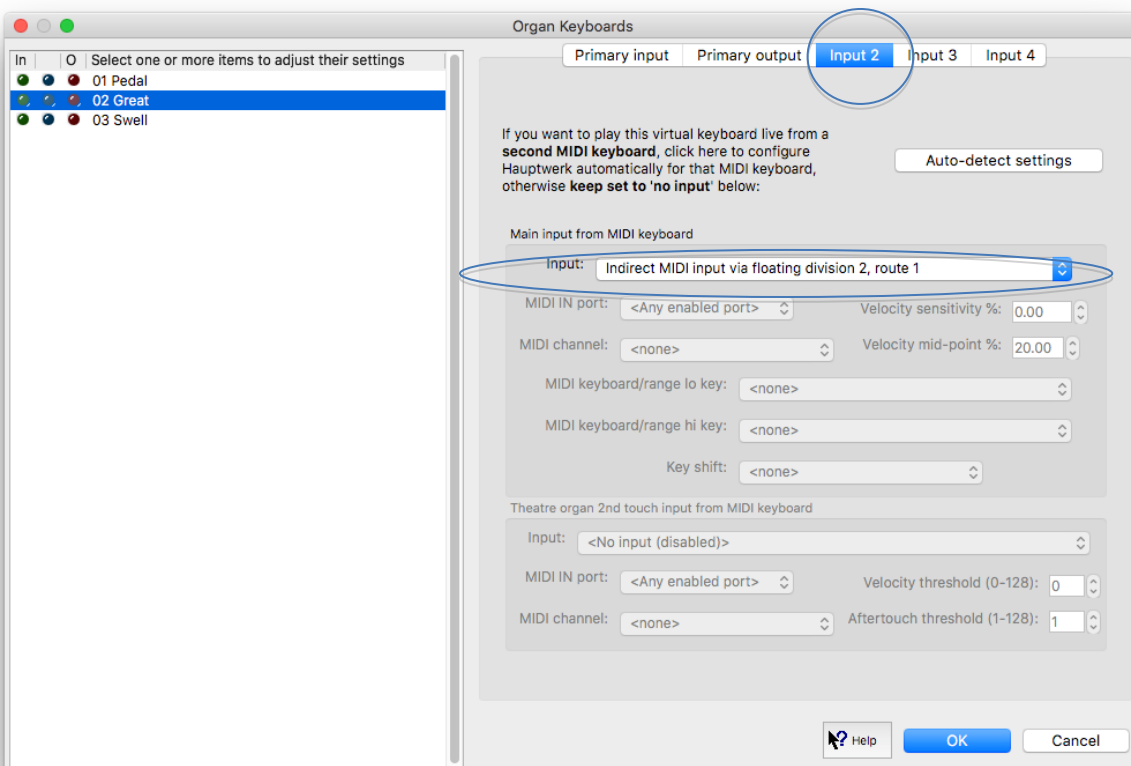 Organ Keyboards
In O Select one or more items to adjust their settings
01 Pedal
02 Great
03 Swell
Primary input Primary output Input 2 Input 3 Input 4
If you want to play this virtual keyboard live from a
second MIDI keyboard, click here to configure
Hauptwerk automatically for that MIDI keyboard,
otherwise keep set to 'no input' below:
Auto-detect settings
Main input from MIDI keyboard
Input: Indirect MIDI input via floating division 2, route 1
MIDI IN port: <Any enabled port> Velocity sensitivity %: 0.00
MIDI channel: <none> Velocity mid-point %: 20.00
MIDI keyboard/range lo key: <none>
MIDI keyboard/range hi key: <none>
Key shift: <none>
Theatre organ 2nd touch input from MIDI keyboard
Input: <No input (disabled)>
MIDI IN port: <Any enabled port> Velocity threshold (0-128): 0
MIDI channel: <none> Aftertouch threshold (1-128): 1
Help OK Cancel